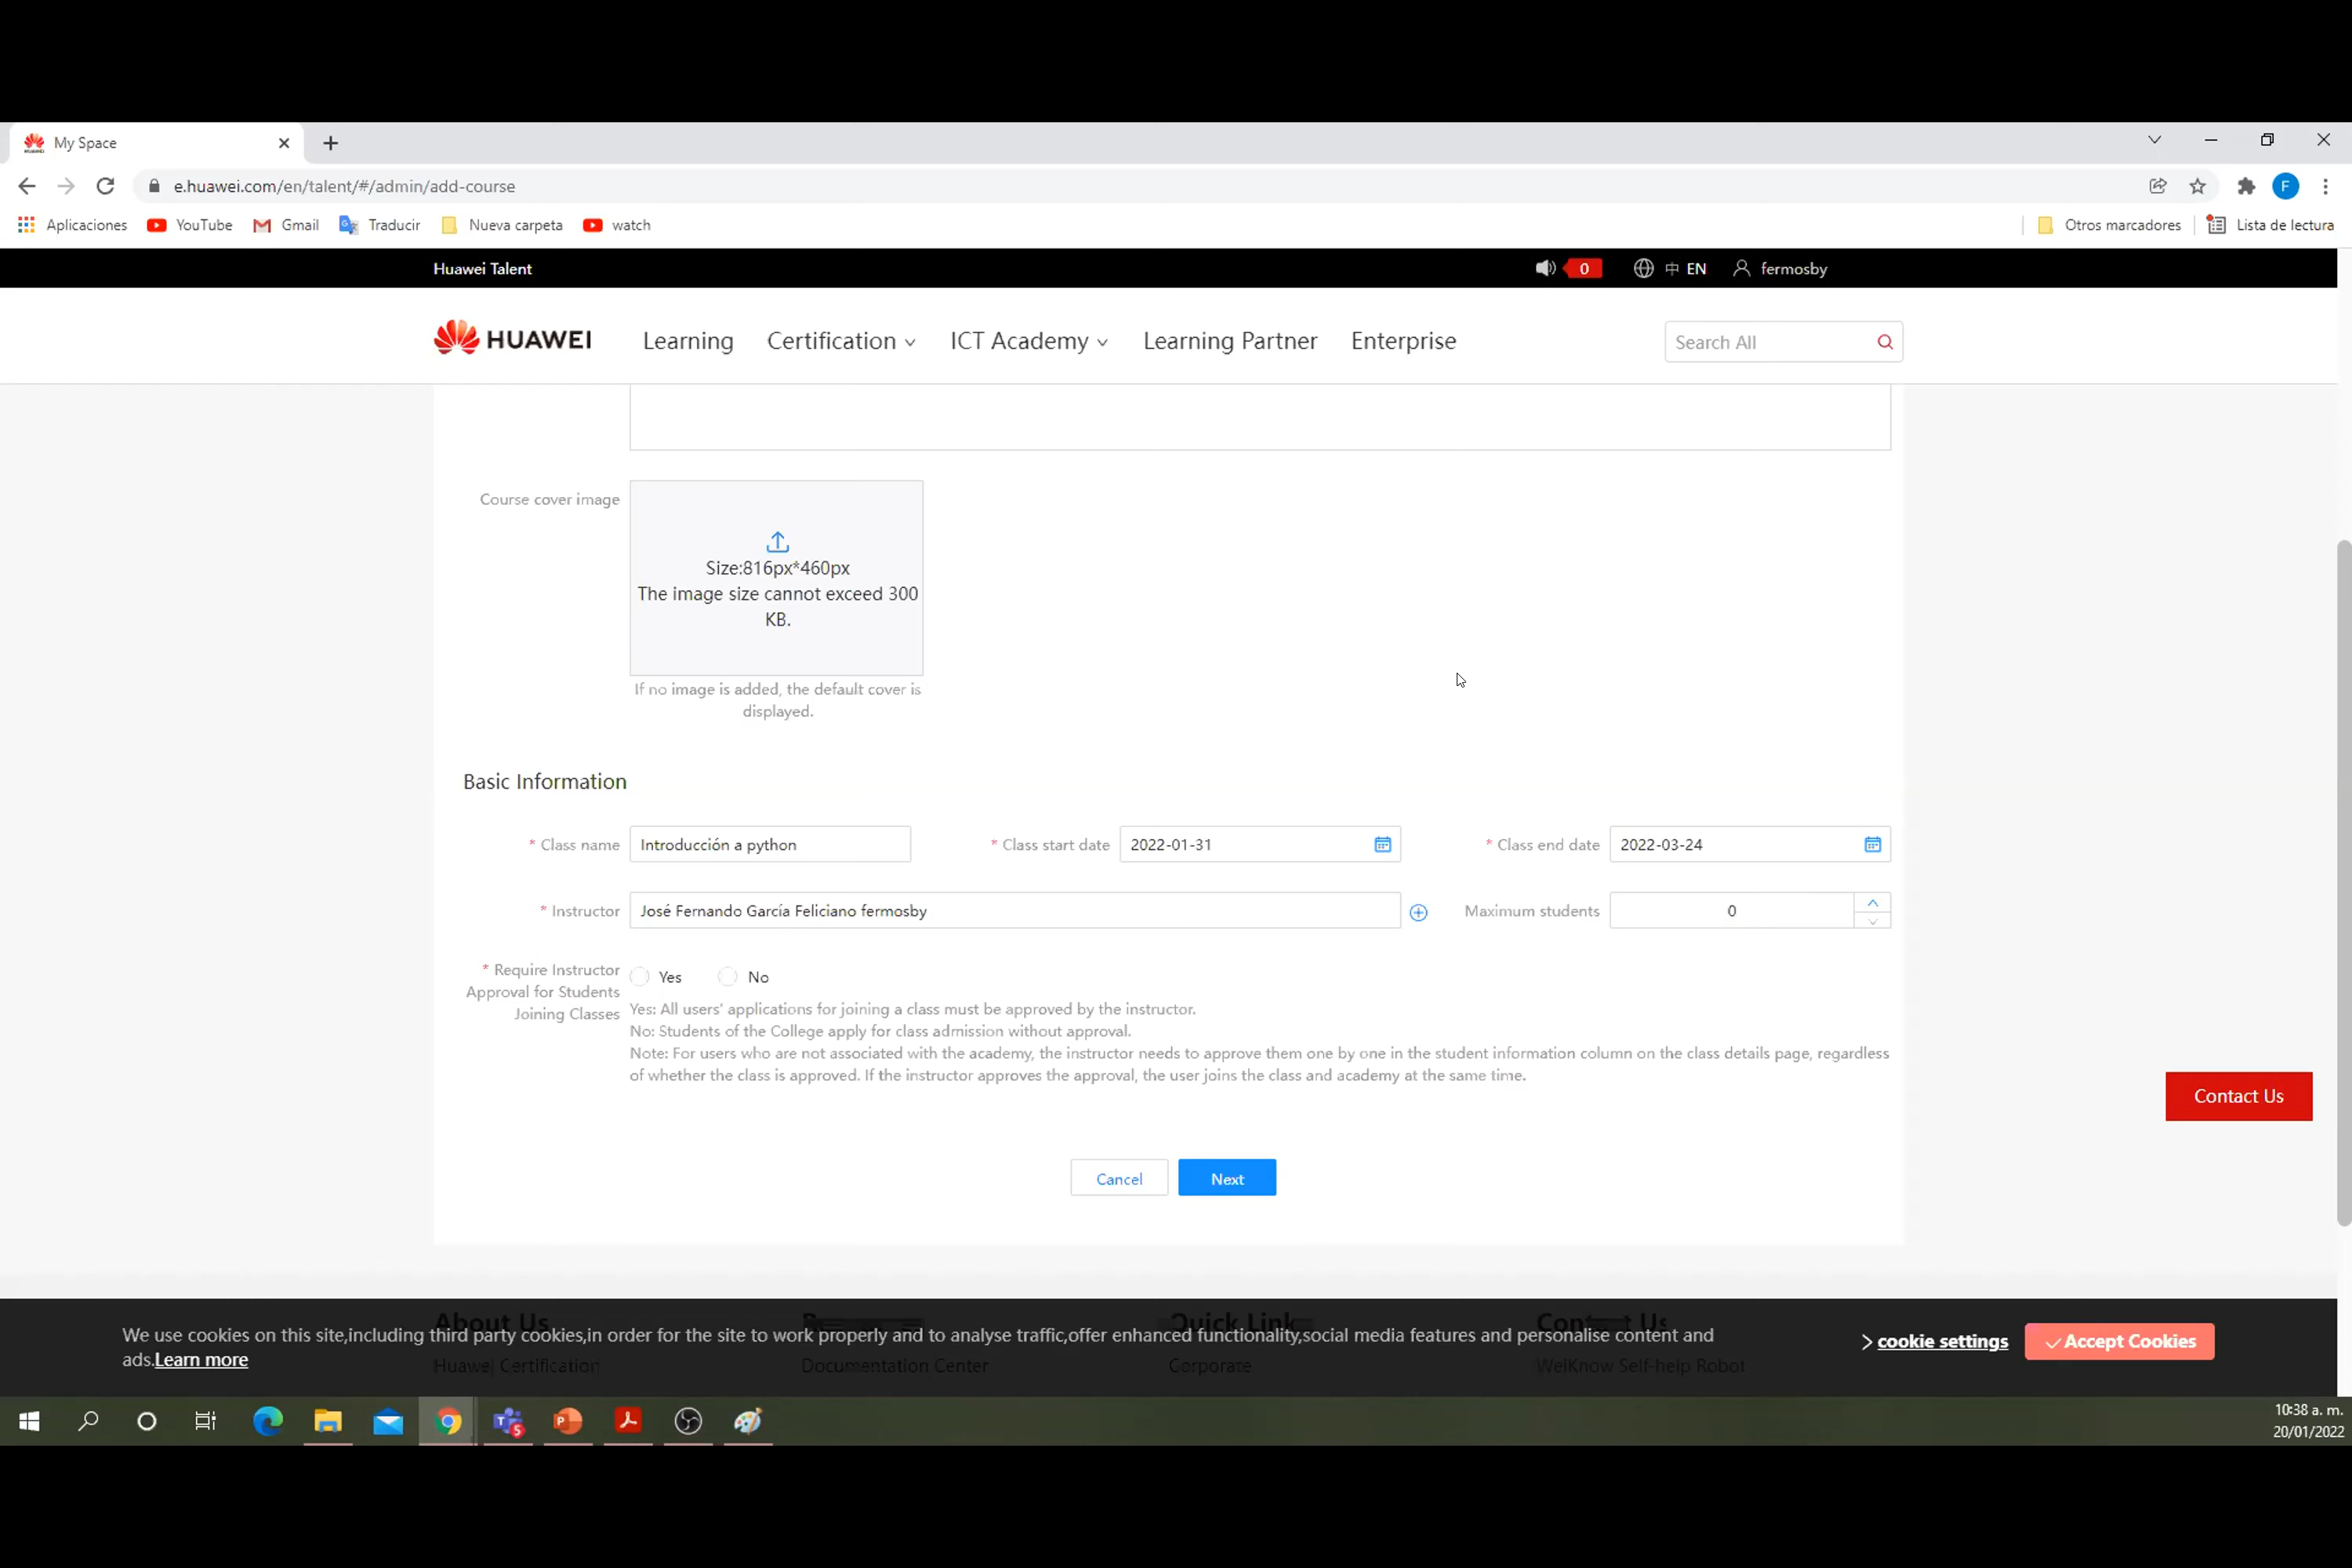 My Space
e.huawei.com/en/talent/#/admin/add-course
F
Aplicaciones YouTube Gmail Traducir Nueva carpeta watch Otros marcadores Lista de lectura
Huawei Talent 0 中 EN fermosby
HUAWEI Learning Certification ICT Academy Learning Partner Enterprise Search All
Course cover image
Size:816px*460px
The image size cannot exceed 300
KB.
If no image is added, the default cover is
displayed.
Basic Information
* Class name Introducción a python * Class start date 2022-01-31 * Class end date 2022-03-24
* Instructor José Fernando García Feliciano fermosby Maximum students 0
* Require Instructor
Approval for Students
Joining Classes
Yes No
Yes: All users' applications for joining a class must be approved by the instructor.
No: Students of the College apply for class admission without approval.
Note: For users who are not associated with the academy, the instructor needs to approve them one by one in the student information column on the class details page, regardless
of whether the class is approved. If the instructor approves the approval, the user joins the class and academy at the same time.
Contact Us
Cancel Next
About Us Quick Link Contact Us
We use cookies on this site,including third party cookies,in order for the site to work properly and to analyse traffic,offer enhanced functionality,social media features and personalise content and
ads.Learn more
cookie settings Accept Cookies
Huawei Certification Documentation Center Corporate WeiKnow Self-help Robot
10:38 a. m.
20/01/2022